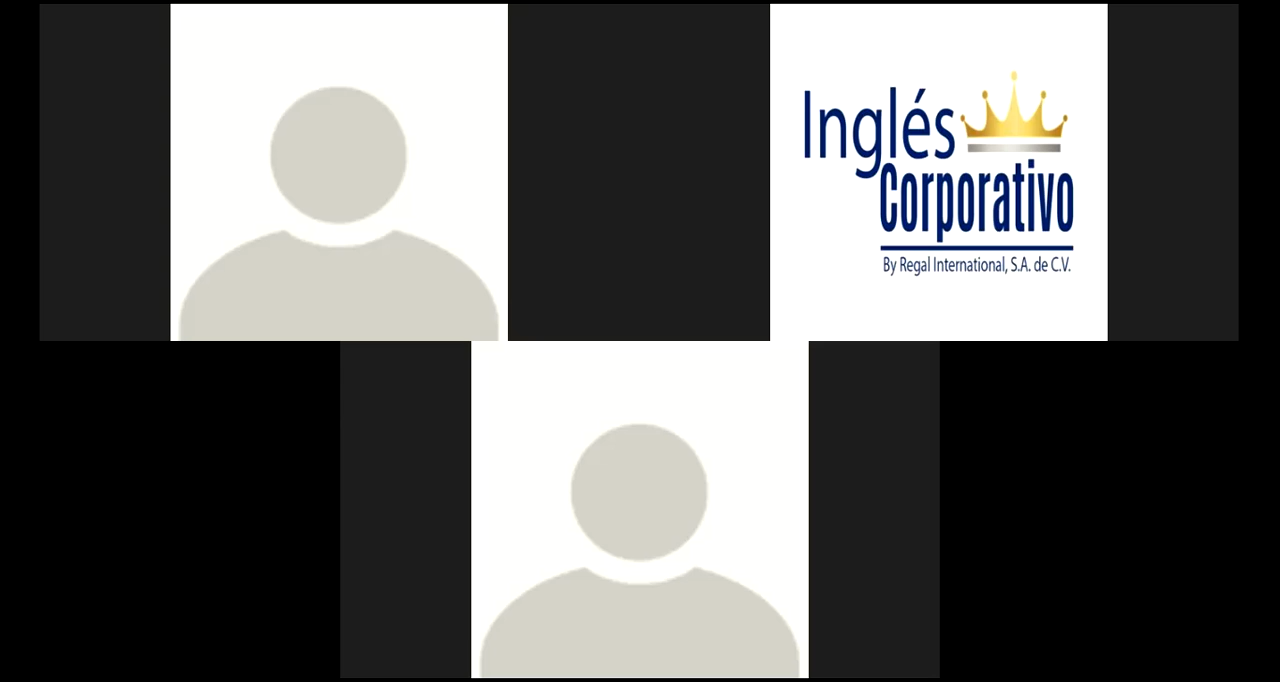 Inglés
Corporativo
By Regal International, S.A. de C.V.